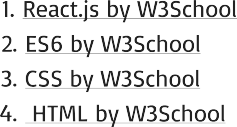 1. React.js by W3School
2. ES6 by W3School
3. CSS by W3School
4. HTML by W3School